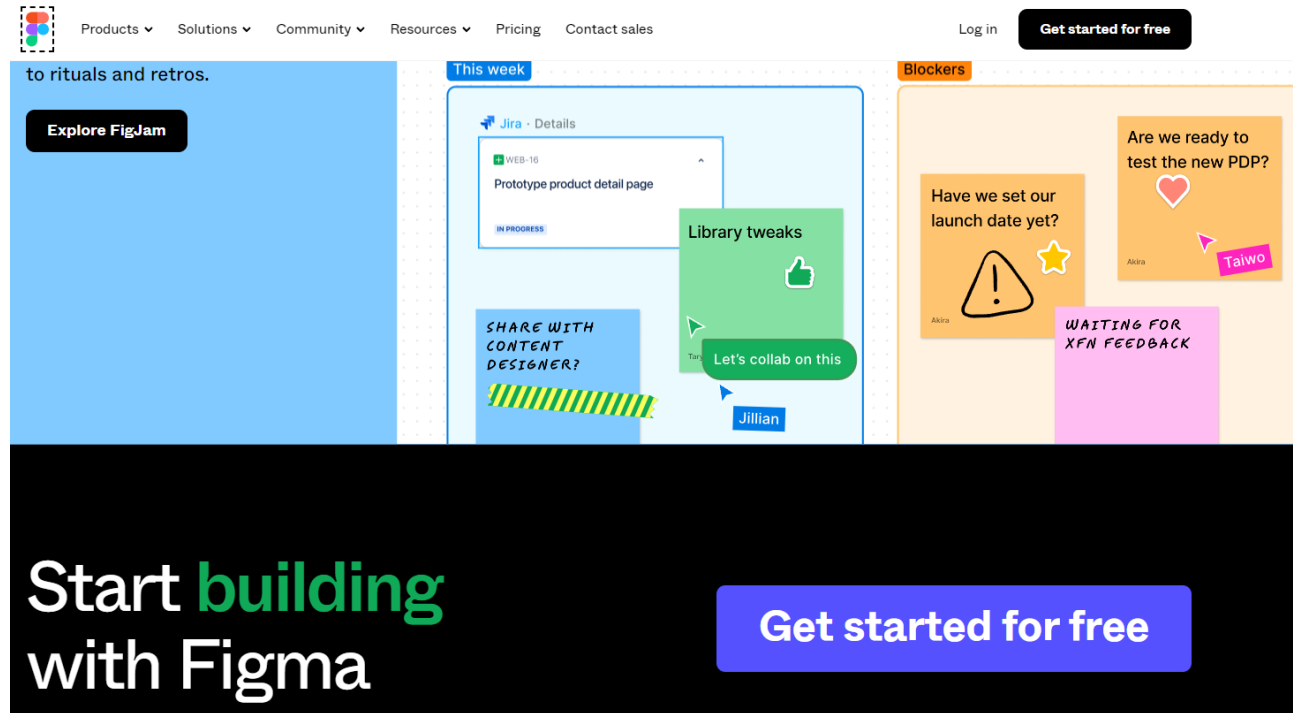 Products Solutions Community Resources Pricing Contact sales Log in Get started for free
to rituals and retros.
Explore FigJam
This week
Jira · Details
WEB-16
Prototype product detail page
IN PROGRESS
Library tweaks
Let's collab on this
SHARE WITH
CONTENT
DESIGNER?
Jillian
Blockers
Have we set our
launch date yet?
Akira
Are we ready to
test the new PDP?
Akira
Taiwo
WAITING FOR
XFN FEEDBACK
Start building
with Figma
Get started for free